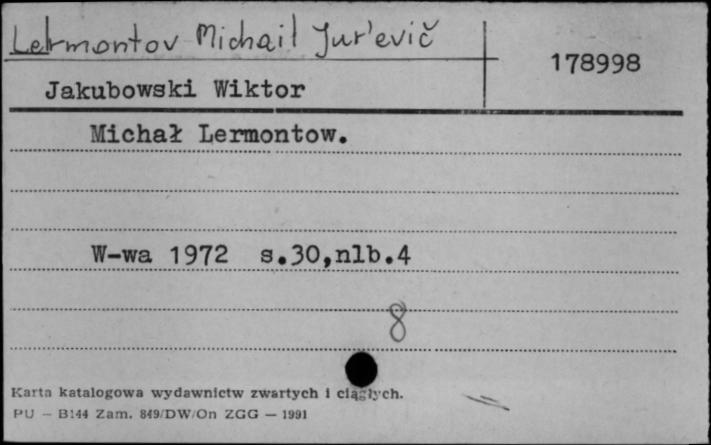 Lermontov Michail Jur'evič
178998
Jakubowski Wiktor
Michał Lermontow.
W-wa 1972 s.30,nlb.4
8
Karta katalogowa wydawnictw zwartych i ciągłych.
PU — B144 Zam. 849/DW/On ZGG — 1991